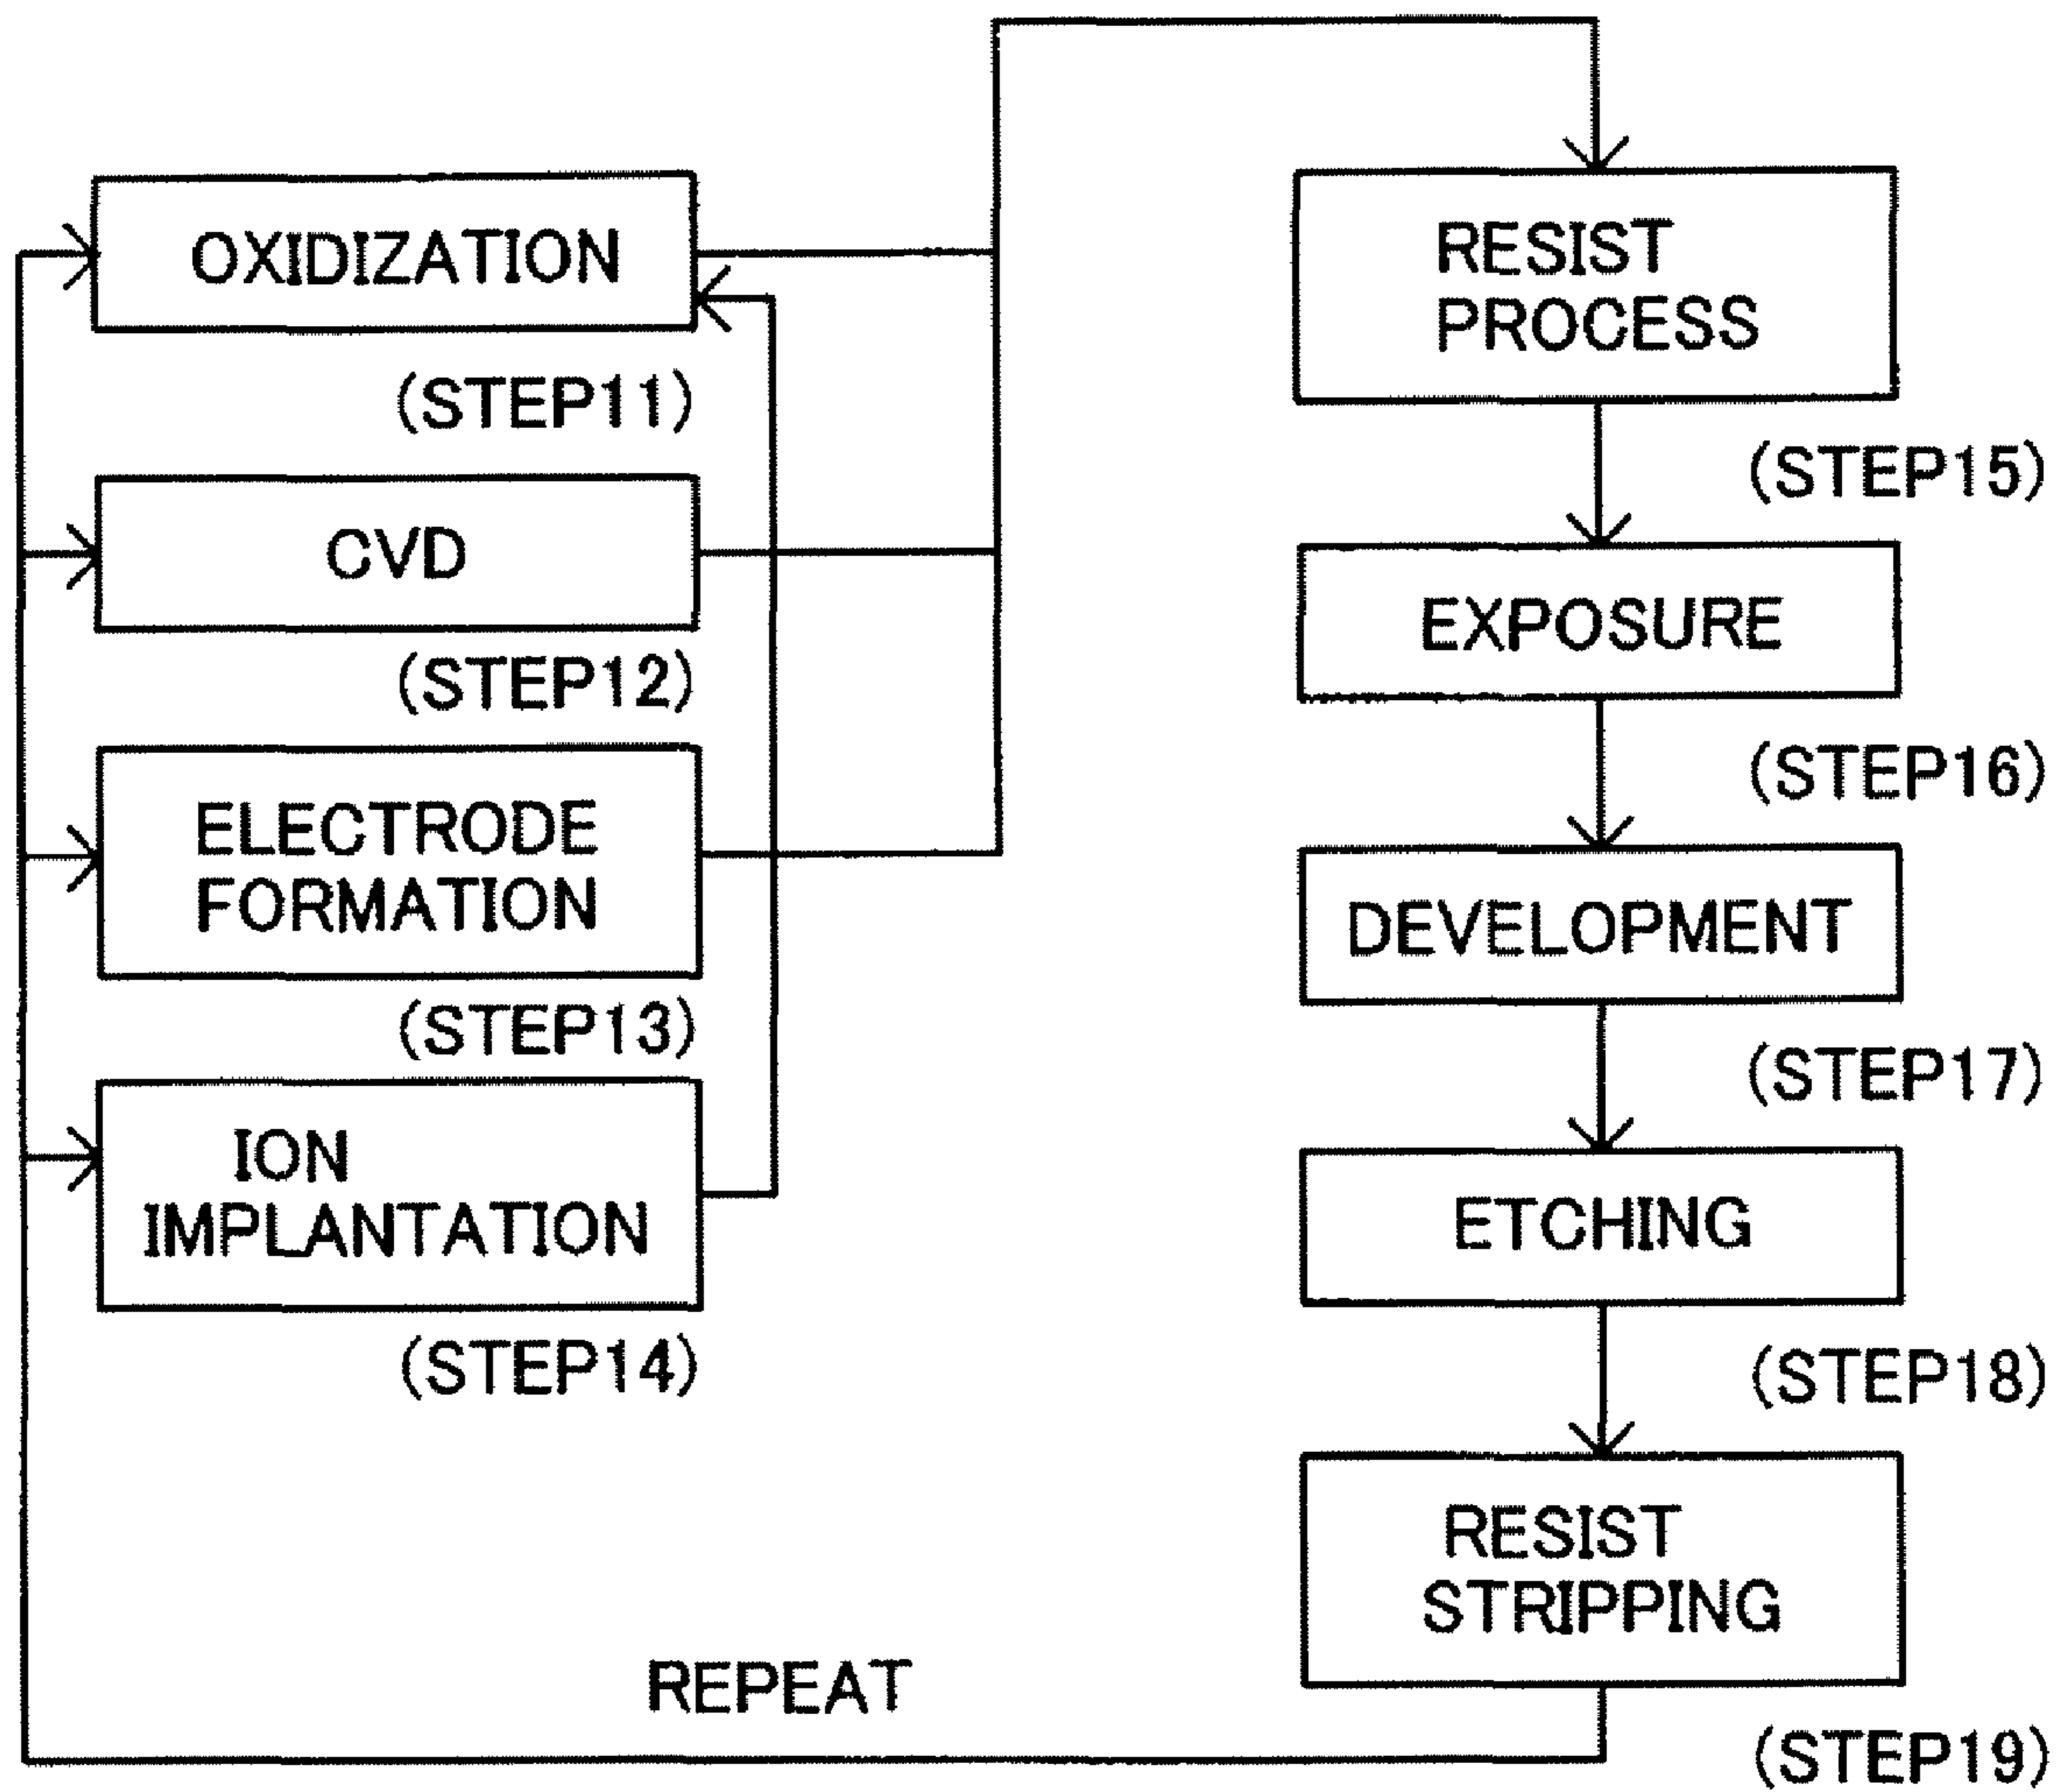 OXIDIZATION
(STEP11)
CVD
(STEP12)
ELECTRODE
FORMATION
(STEP13)
ION
IMPLANTATION
(STEP14)
RESIST
PROCESS
(STEP15)
EXPOSURE
(STEP16)
DEVELOPMENT
(STEP17)
ETCHING
(STEP18)
RESIST
STRIPPING
(STEP19)
REPEAT